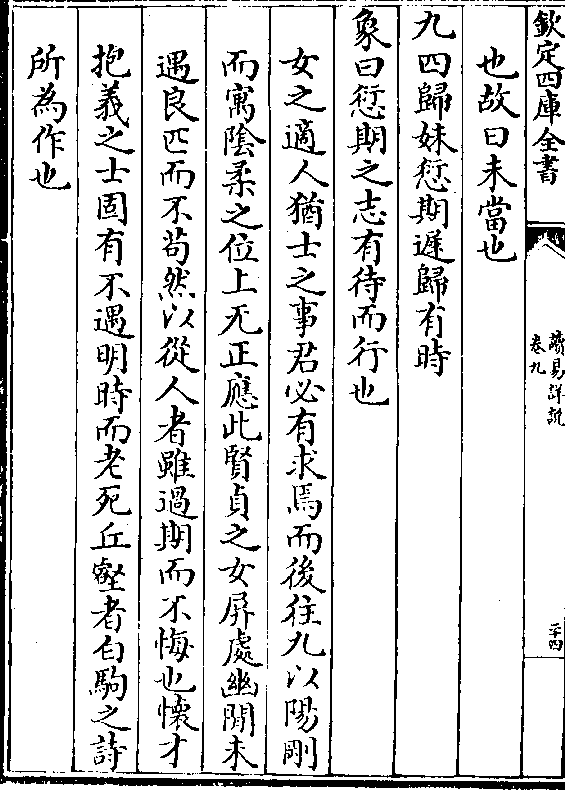 欽定四庫全書
讀易詳說
卷九
二十四
也故曰未當也
九四歸妹愆期遲歸有時
象曰愆期之志有待而行也
女之適人猶士之事君必有求焉而後往九以陽剛
而寓陰柔之位上无正應此賢貞之女屏處幽閒未
遇良匹而不茍然以從人者雖過期而不悔也懷才
抱義之士固有不遇明時而老死丘壑者白駒之詩
所為作也